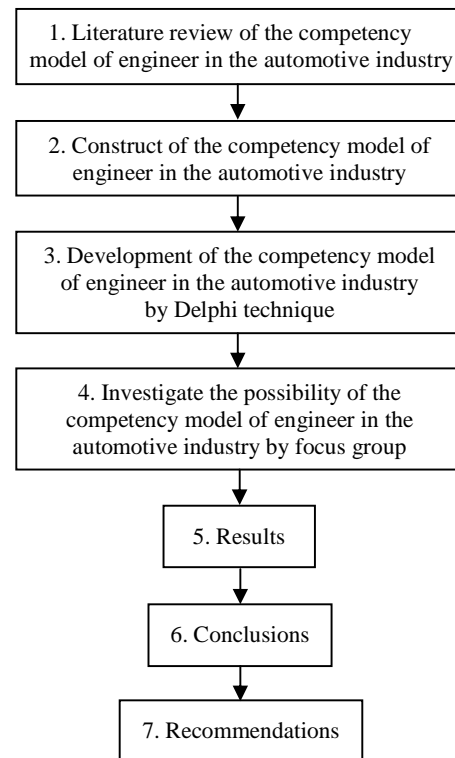 1. Literature review of the competency
model of engineer in the automotive industry
2. Construct of the competency model of
engineer in the automotive industry
3. Development of the competency model
of engineer in the automotive industry
by Delphi technique
4. Investigate the possibility of the
competency model of engineer in the
automotive industry by focus group
5. Results
6. Conclusions
7. Recommendations